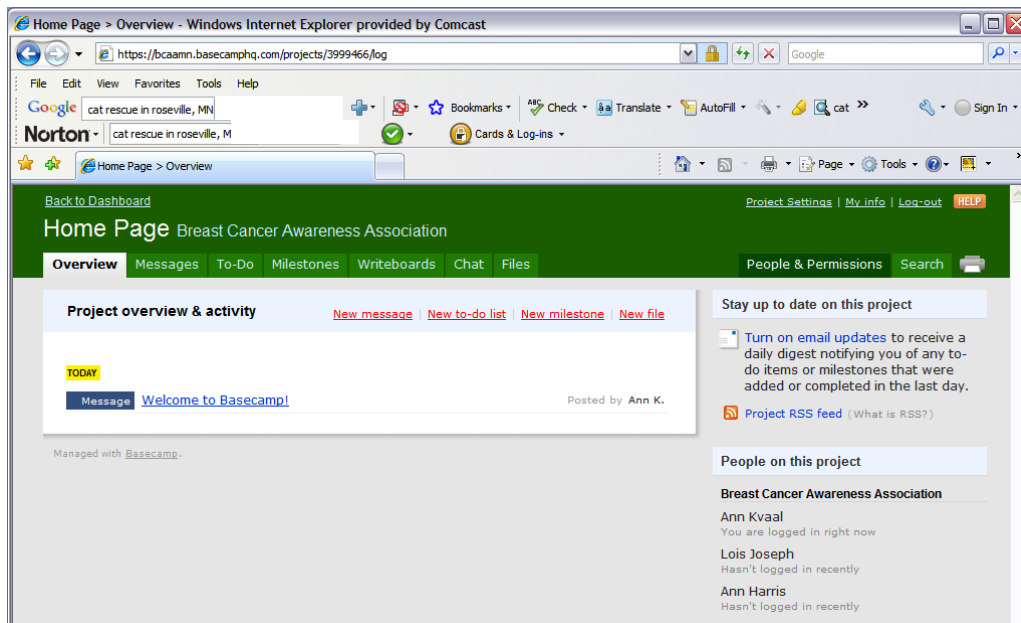 Home Page > Overview - Windows Internet Explorer provided by Comcast
https://bcaamn.basecamphq.com/projects/3999466/log
Google
File Edit View Favorites Tools Help
Google cat rescue in roseville, MN Bookmarks ABC Check Translate AutoFill cat » Sign In
Norton cat rescue in roseville, M Cards & Log-ins
Home Page > Overview Page Tools
Back to Dashboard Project Settings | My info | Log-out HELP
Home Page Breast Cancer Awareness Association
Overview Messages To-Do Milestones Writeboards Chat Files People & Permissions Search
Project overview & activity New message | New to-do list | New milestone | New file
TODAY
Message Welcome to Basecamp! Posted by Ann K.
Managed with Basecamp.
Stay up to date on this project
Turn on email updates to receive a
daily digest notifying you of any to-
do items or milestones that were
added or completed in the last day.
Project RSS feed (What is RSS?)
People on this project
Breast Cancer Awareness Association
Ann Kvaal
You are logged in right now
Lois Joseph
Hasn't logged in recently
Ann Harris
Hasn't logged in recently